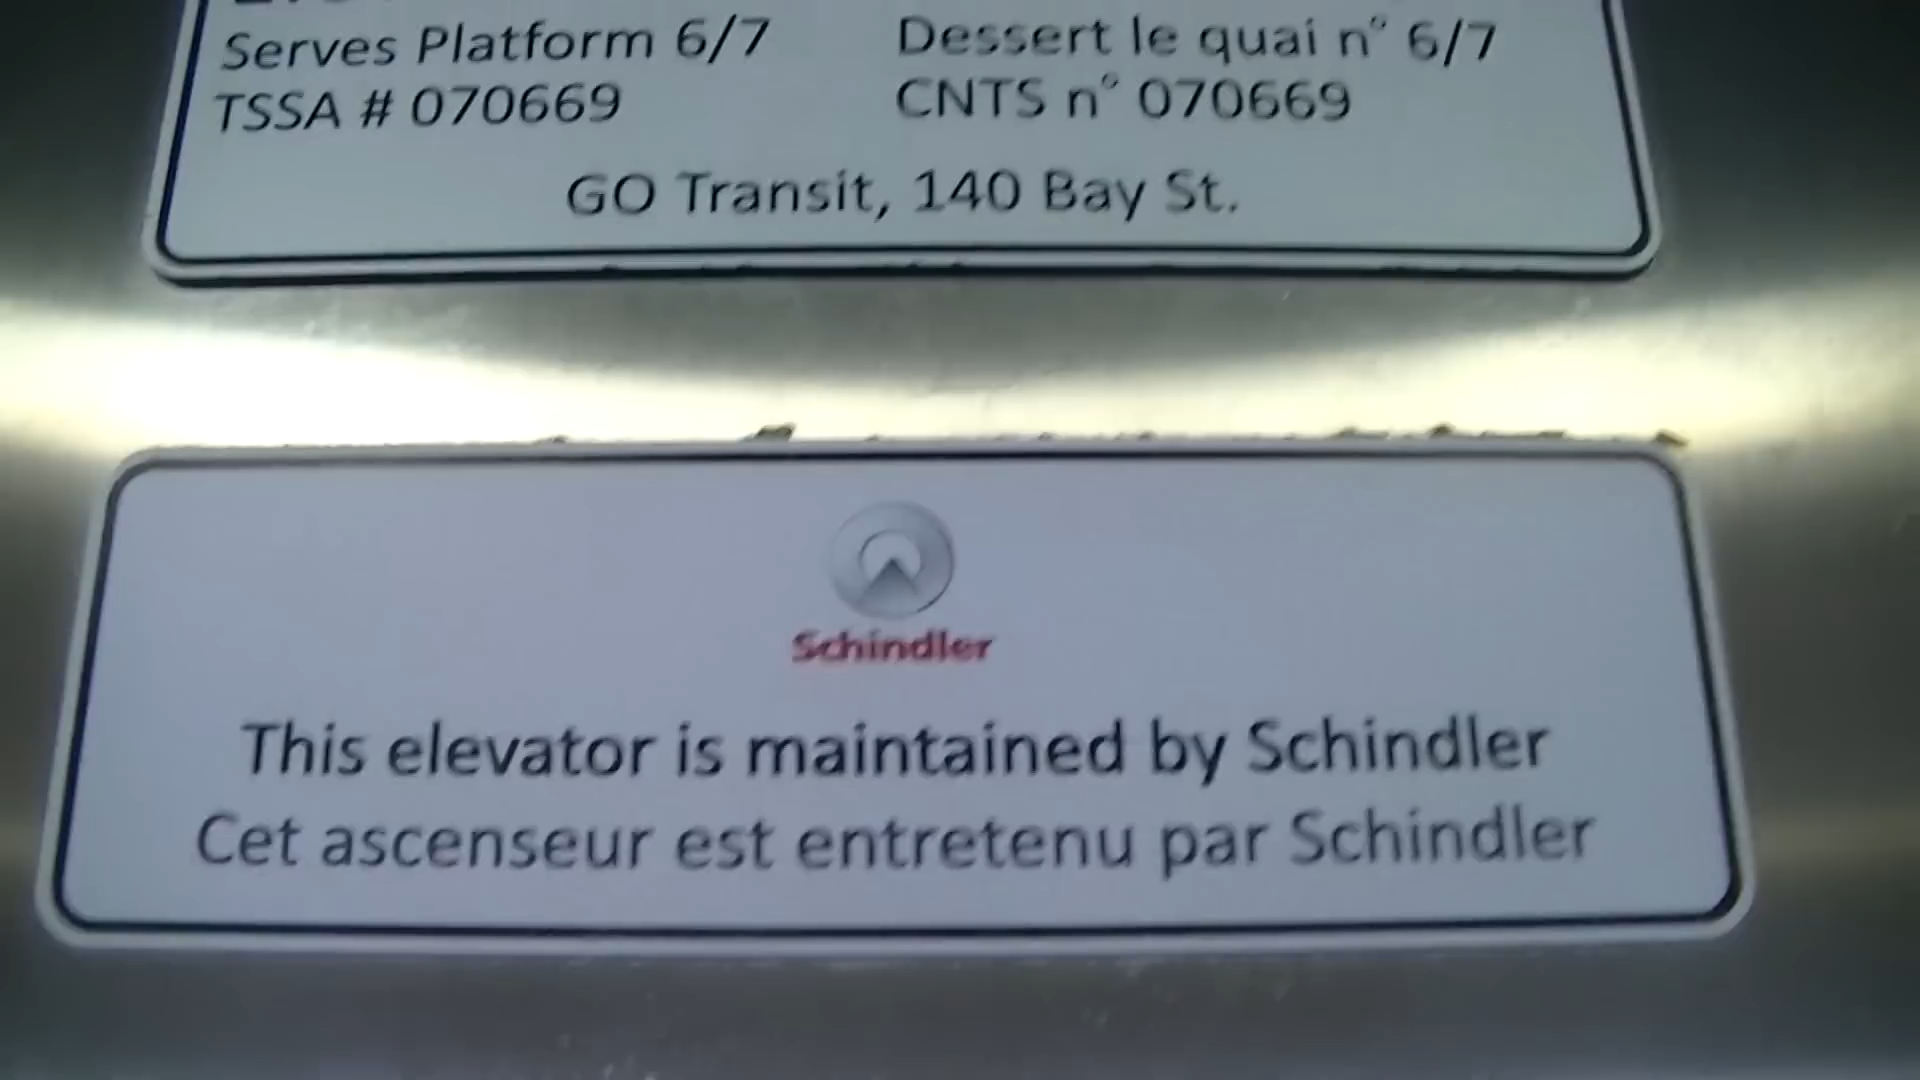 Serves Platform 6/7
TSSA # 070669
Dessert le quai n° 6/7
CNTS n° 070669
GO Transit, 140 Bay St.
Schindler
This elevator is maintained by Schindler
Cet ascenseur est entretenu par Schindler